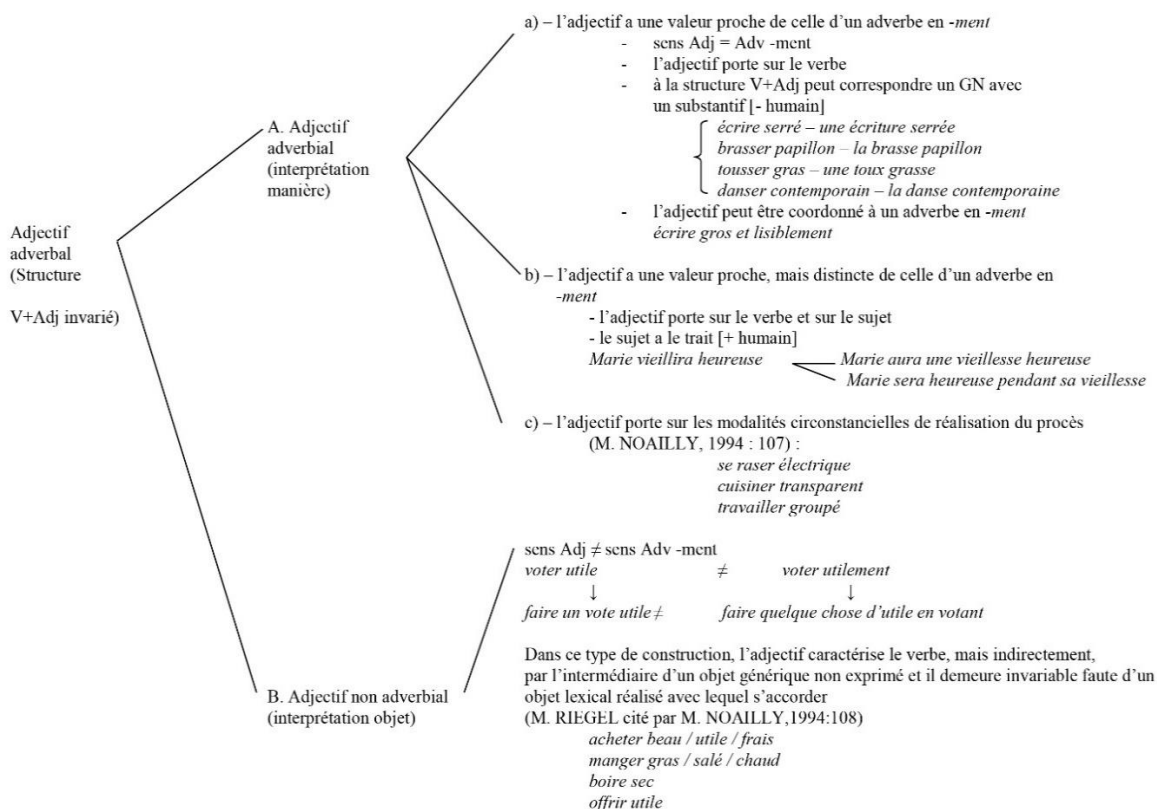 a) – l’adjectif a une valeur proche de celle d’un adverbe en -ment
- sens Adj = Adv -ment
- l’adjectif porte sur le verbe
- à la structure V+Adj peut correspondre un GN avec
un substantif [- humain]
écrire serré – une écriture serrée
brasser papillon – la brasse papillon
tousser gras – une toux grasse
danser contemporain – la danse contemporaine
- l’adjectif peut être coordonné à un adverbe en -ment
écrire gros et lisiblement
A. Adjectif
adverbial
(interprétation
manière)
Adjectif
adverbal
(Structure
V+Adj invarié)
b) – l’adjectif a une valeur proche, mais distincte de celle d’un adverbe en
-ment
- l’adjectif porte sur le verbe et sur le sujet
- le sujet a le trait [+ humain]
Marie vieillira heureuse
Marie aura une vieillesse heureuse
Marie sera heureuse pendant sa vieillesse
c) – l’adjectif porte sur les modalités circonstancielles de réalisation du procès
(M. NOAILLY, 1994 : 107) :
se raser électrique
cuisiner transparent
travailler groupé
B. Adjectif non adverbial
(interprétation objet)
sens Adj ≠ sens Adv -ment
voter utile ≠ voter utilement
↓ ↓
faire un vote utile ≠ faire quelque chose d’utile en votant
Dans ce type de construction, l’adjectif caractérise le verbe, mais indirectement,
par l’intermédiaire d’un objet générique non exprimé et il demeure invariable faute d’un
objet lexical réalisé avec lequel s’accorder
(M. RIEGEL cité par M. NOAILLY,1994:108)
acheter beau / utile / frais
manger gras / salé / chaud
boire sec
offrir utile